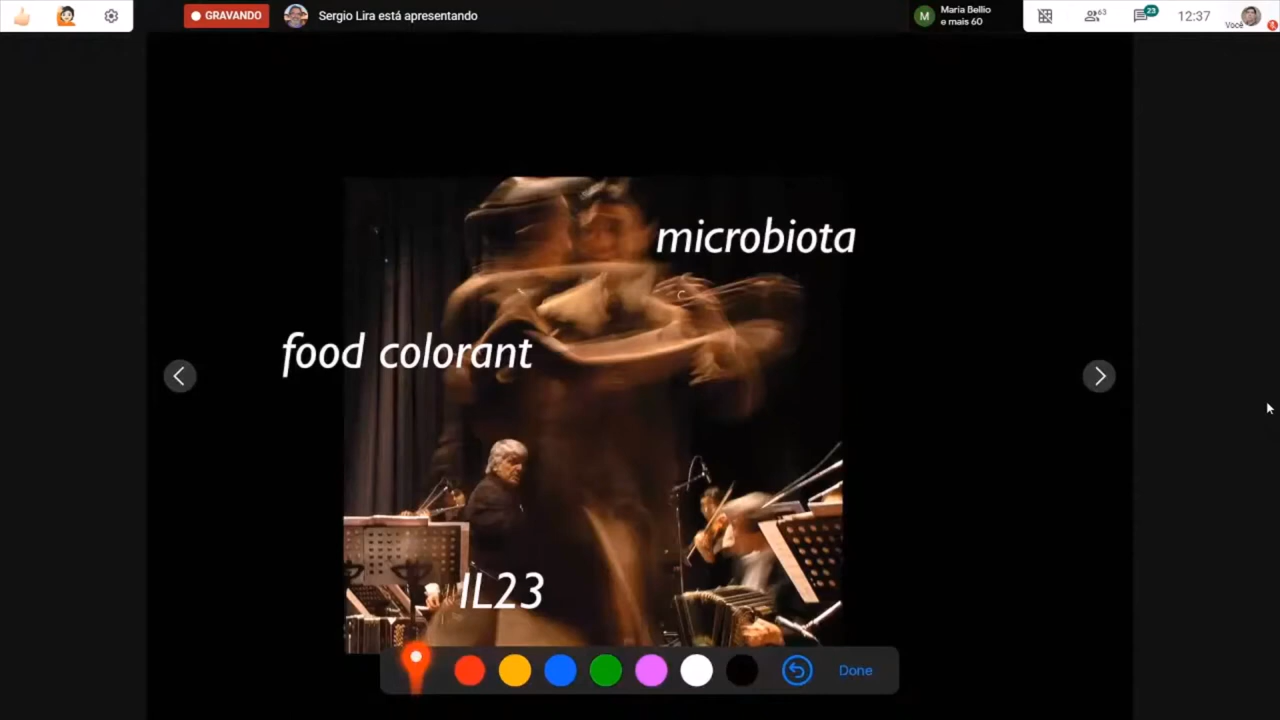 GRAVANDO
Sergio Lira está apresentando
M
Maria Bellio
e mais 60
63
23
12:37
Você
microbiota
food colorant
IL23
Done